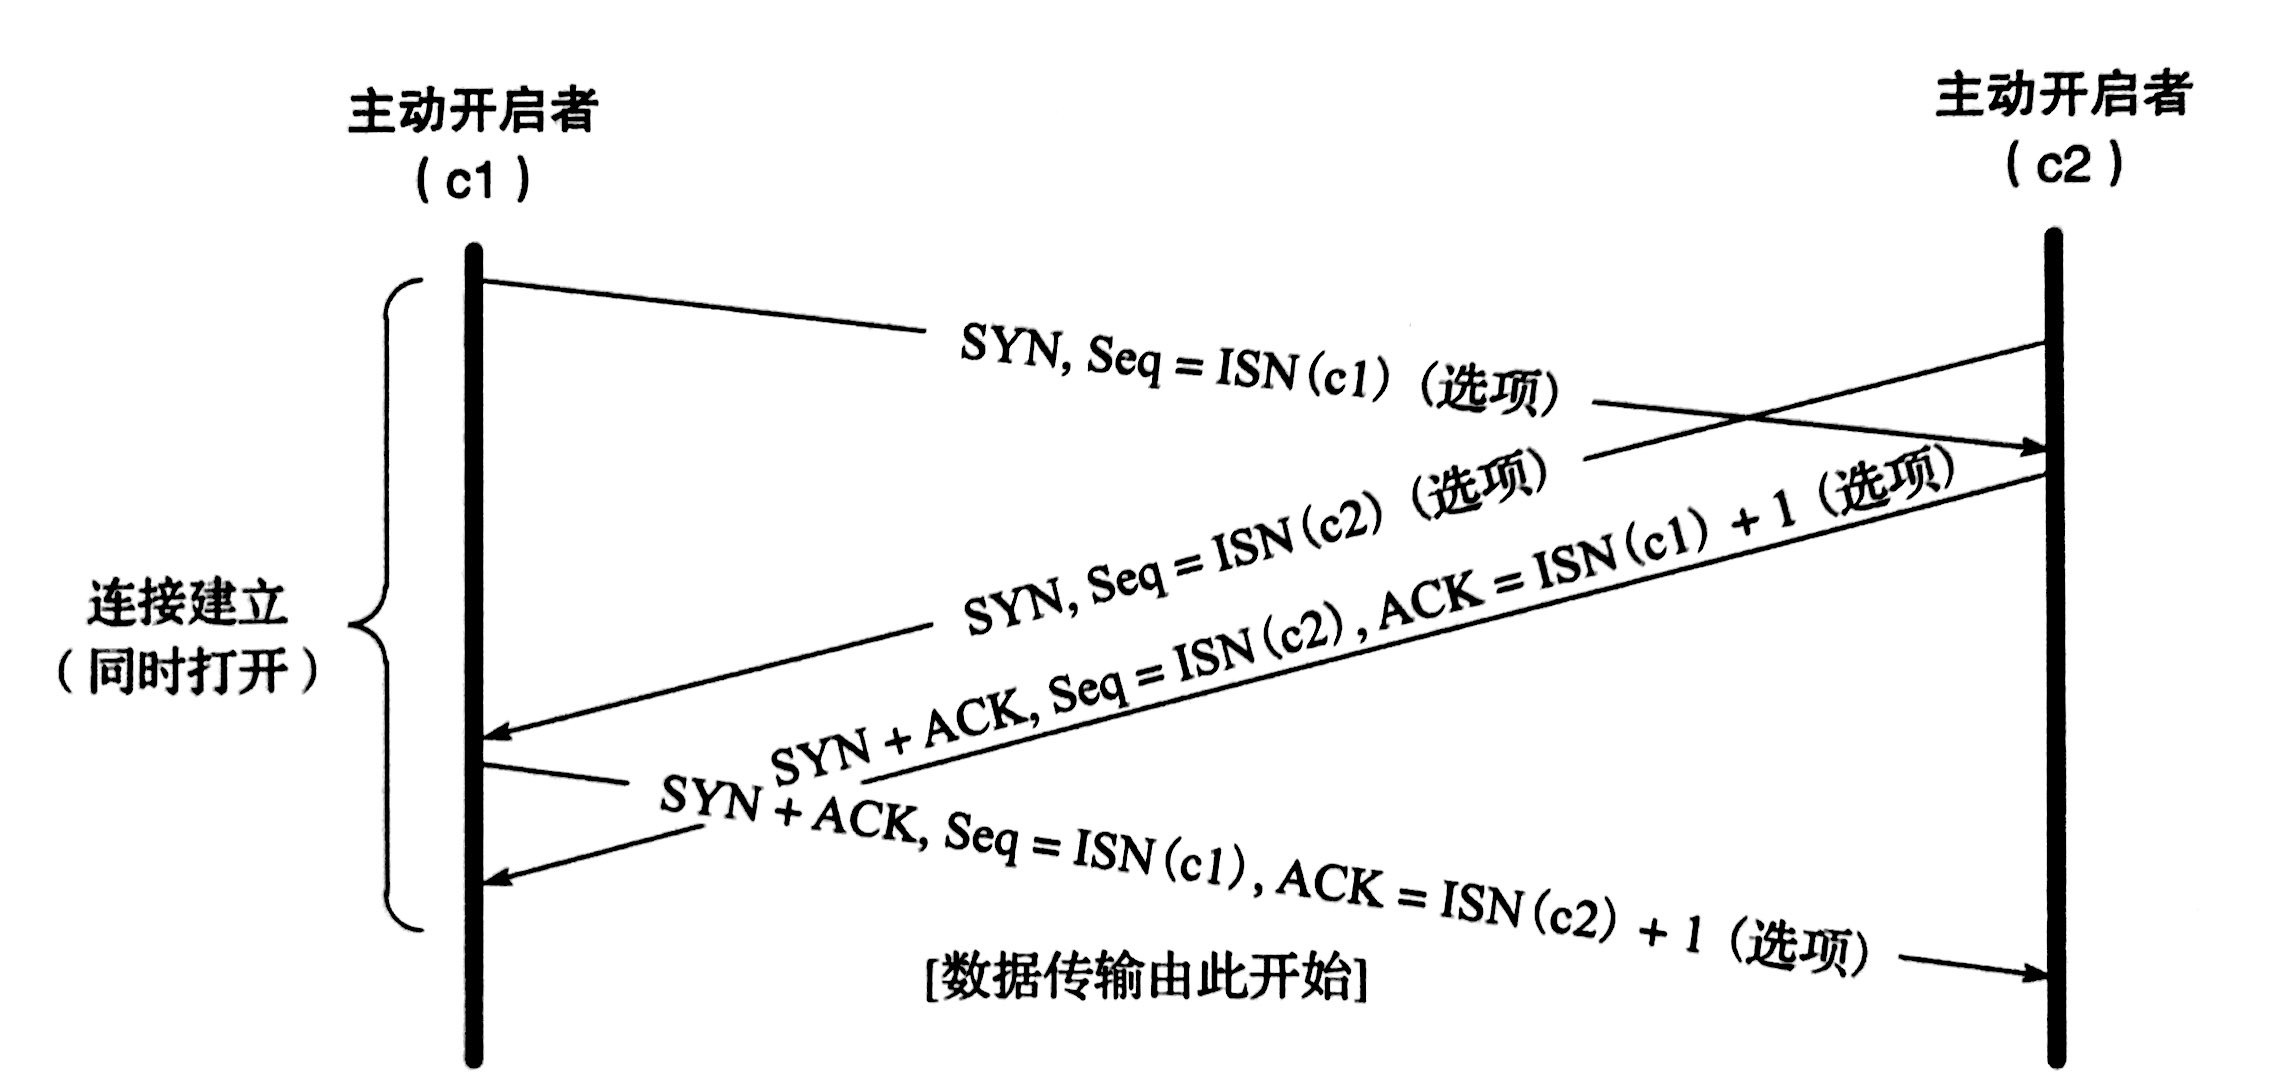 主动开启者
(c1)
主动开启者
(c2)
SYN, Seq = ISN(c1) (选项)
SYN, Seq = ISN(c2) (选项)
SYN + ACK, Seq = ISN(c2), ACK = ISN(c1) + 1 (选项)
连接建立
(同时打开)
SYN + ACK, Seq = ISN(c1), ACK = ISN(c2) + 1 (选项)
[数据传输由此开始]